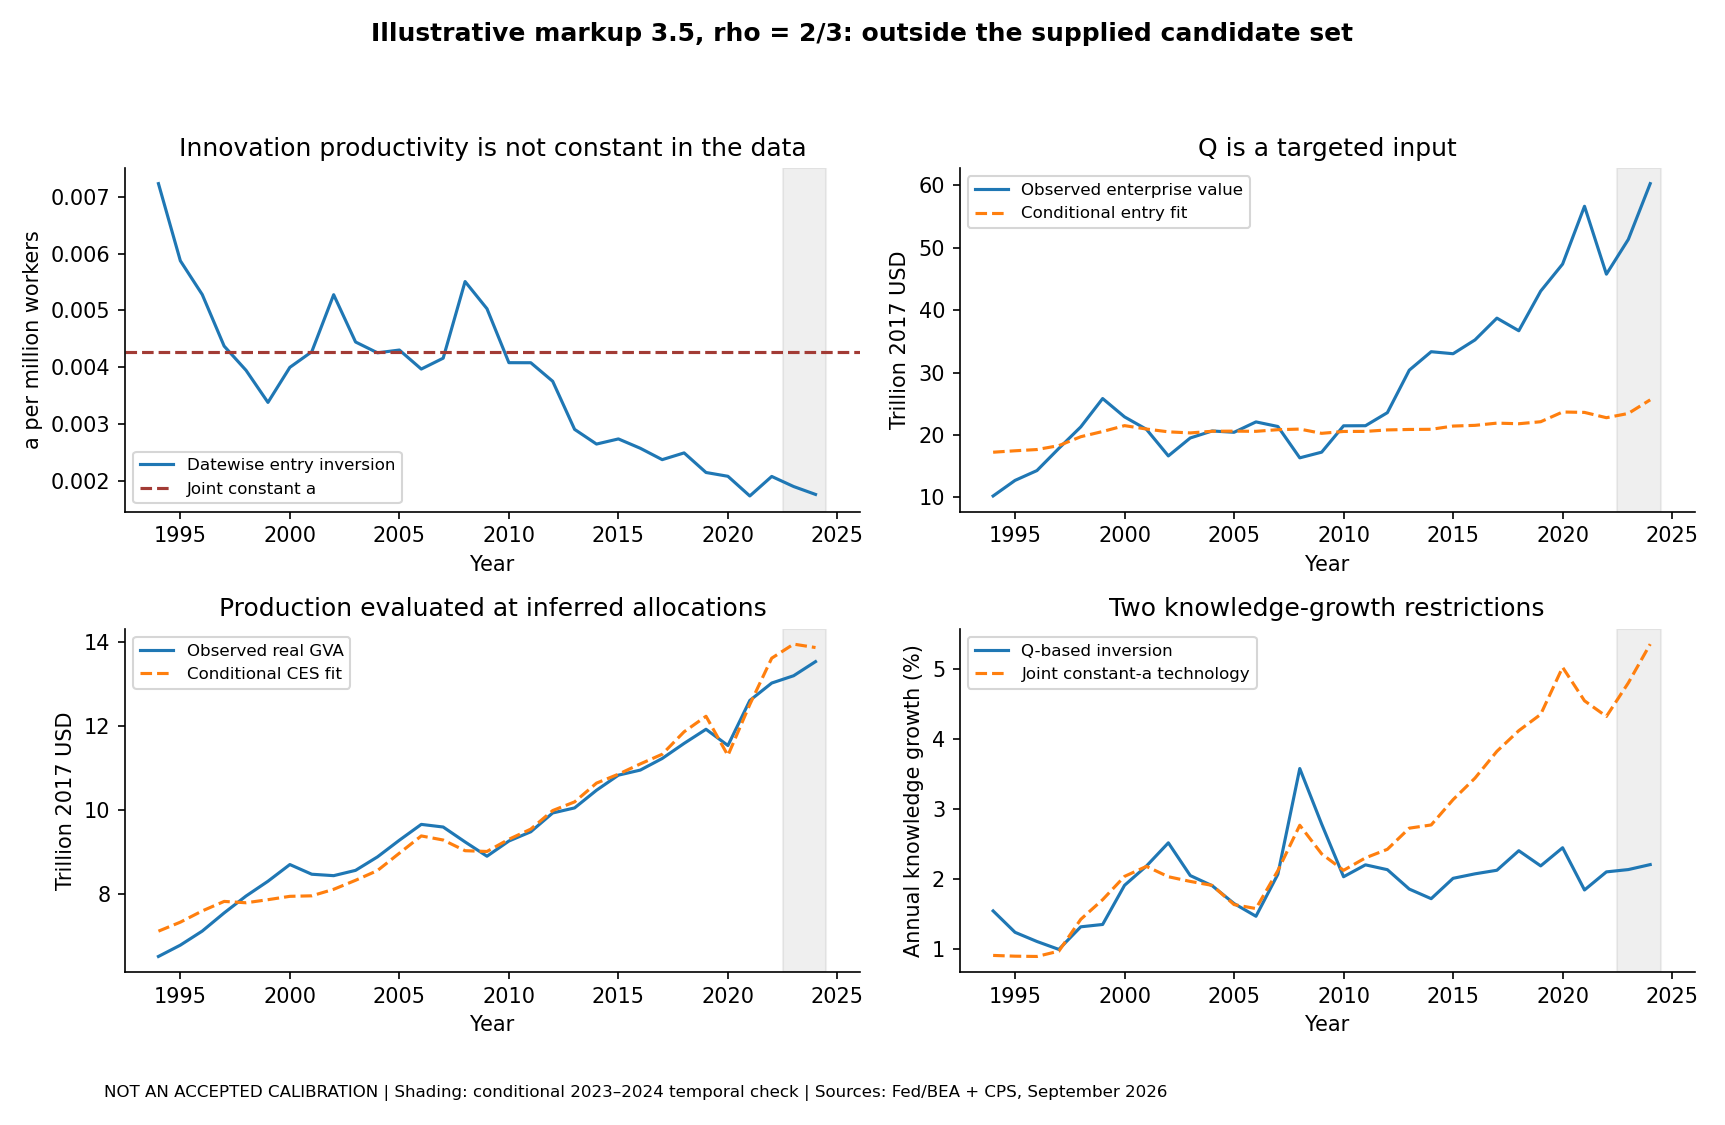 Illustrative markup 3.5, rho = 2/3: outside the supplied candidate set
Innovation productivity is not constant in the data
a per million workers
0.007
0.006
0.005
0.004
0.003
0.002
Datewise entry inversion
Joint constant a
1995
2000
2005
2010
2015
2020
2025
Year
Q is a targeted input
Trillion 2017 USD
60
50
40
30
20
10
Observed enterprise value
Conditional entry fit
1995
2000
2005
2010
2015
2020
2025
Year
Production evaluated at inferred allocations
Trillion 2017 USD
14
12
10
8
Observed real GVA
Conditional CES fit
1995
2000
2005
2010
2015
2020
2025
Year
Two knowledge-growth restrictions
Annual knowledge growth (%)
5
4
3
2
1
Q-based inversion
Joint constant-a technology
1995
2000
2005
2010
2015
2020
2025
Year
NOT AN ACCEPTED CALIBRATION | Shading: conditional 2023–2024 temporal check | Sources: Fed/BEA + CPS, September 2026